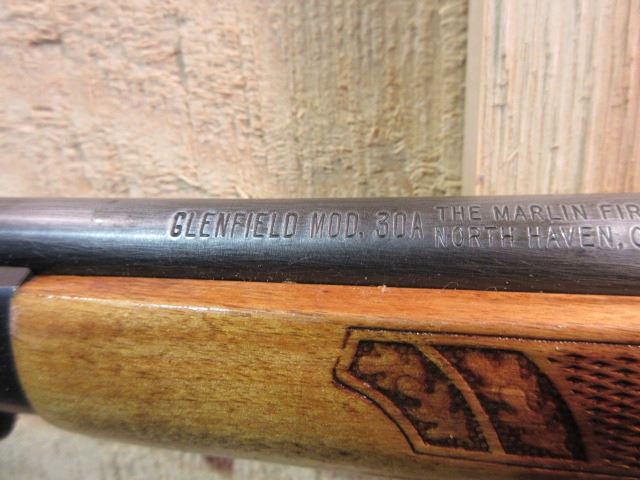 GLENFIELD MOD. 30A
THE MARLIN
NORTH HAVEN,